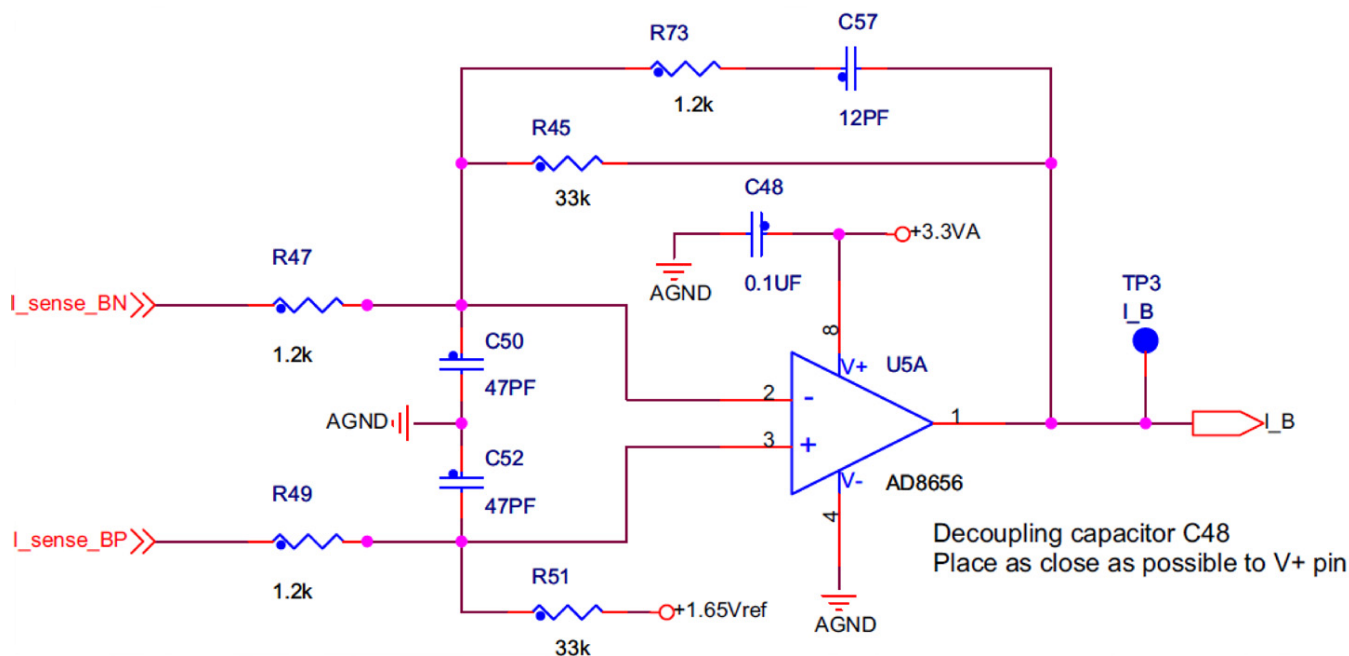 C57
R73
1.2k
12PF
R45
33k
C48
+3.3VA
0.1UF
AGND
R47
I_sense_BN
1.2k
TP3
I_B
8
C50
47PF
V+
U5A
2
-
AGND
1
I_B
3
+
C52
47PF
V-
AD8656
R49
4
I_sense_BP
Decoupling capacitor C48
Place as close as possible to V+ pin
1.2k
R51
+1.65Vref
33k
AGND